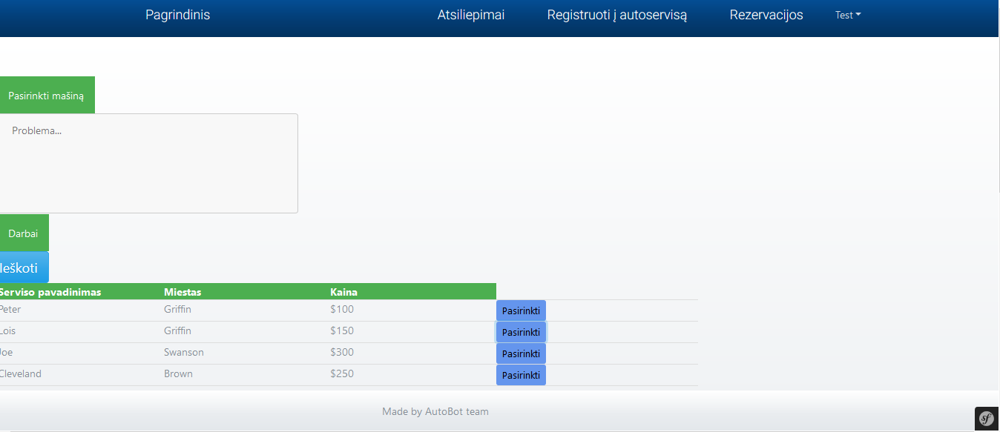 Pagrindinis Atsiliepimai Registruoti į autoservisą Rezervacijos Test
Pasirinkti mašiną
Problema...
Darbai
Ieškoti
Serviso pavadinimas Miestas Kaina
Peter Griffin $100 Pasirinkti
Lois Griffin $150 Pasirinkti
Joe Swanson $300 Pasirinkti
Cleveland Brown $250 Pasirinkti
Made by AutoBot team
sf